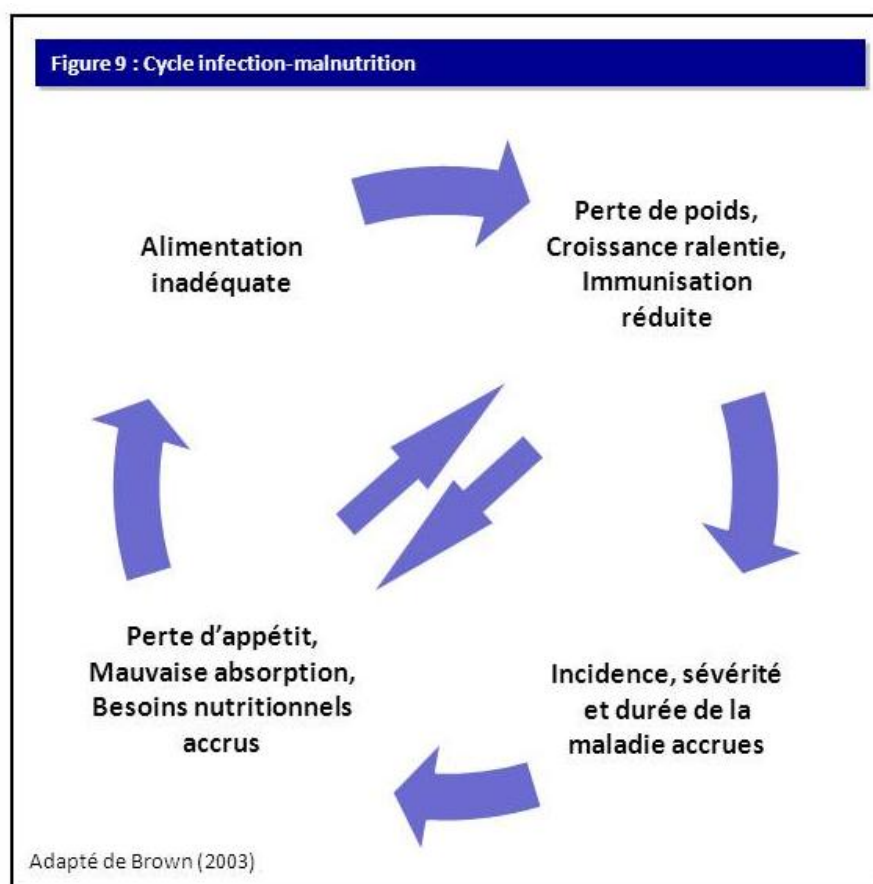 Figure 9 : Cycle infection-malnutrition
Alimentation
inadéquate
Perte de poids,
Croissance ralentie,
Immunisation
réduite
Perte d'appétit,
Mauvaise absorption,
Besoins nutritionnels
accrus
Incidence, sévérité
et durée de la
maladie accrues
Adapté de Brown (2003)